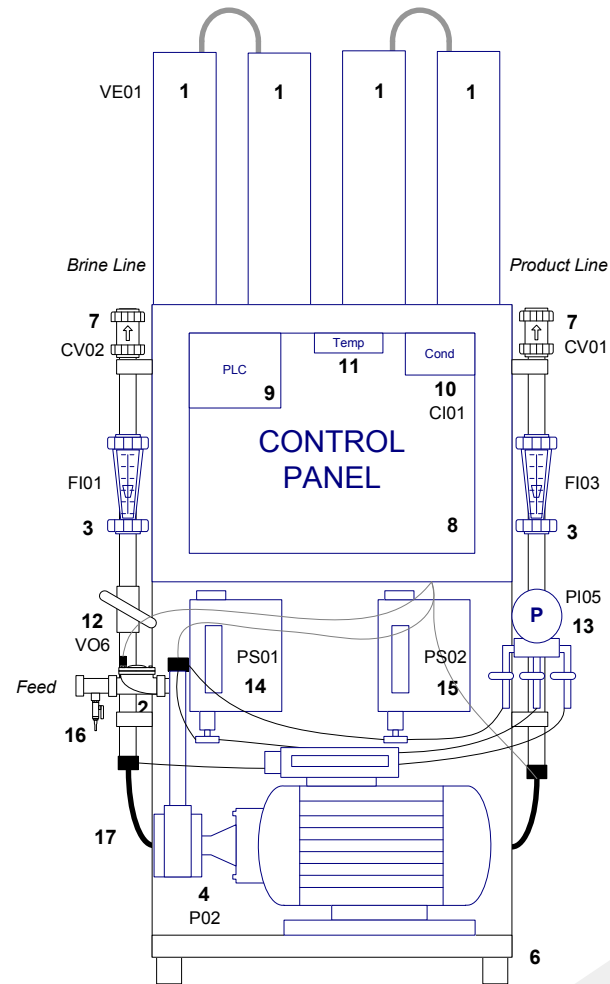 VE01
1
1
1
1
Brine Line
Product Line
7
7
CV02
CV01
Temp
Cond
PLC
11
9
10
CI01
CONTROL
PANEL
FI01
FI03
8
3
3
PI05
P
12
13
VO6
PS01
PS02
Feed
14
15
2
16
17
4
P02
6